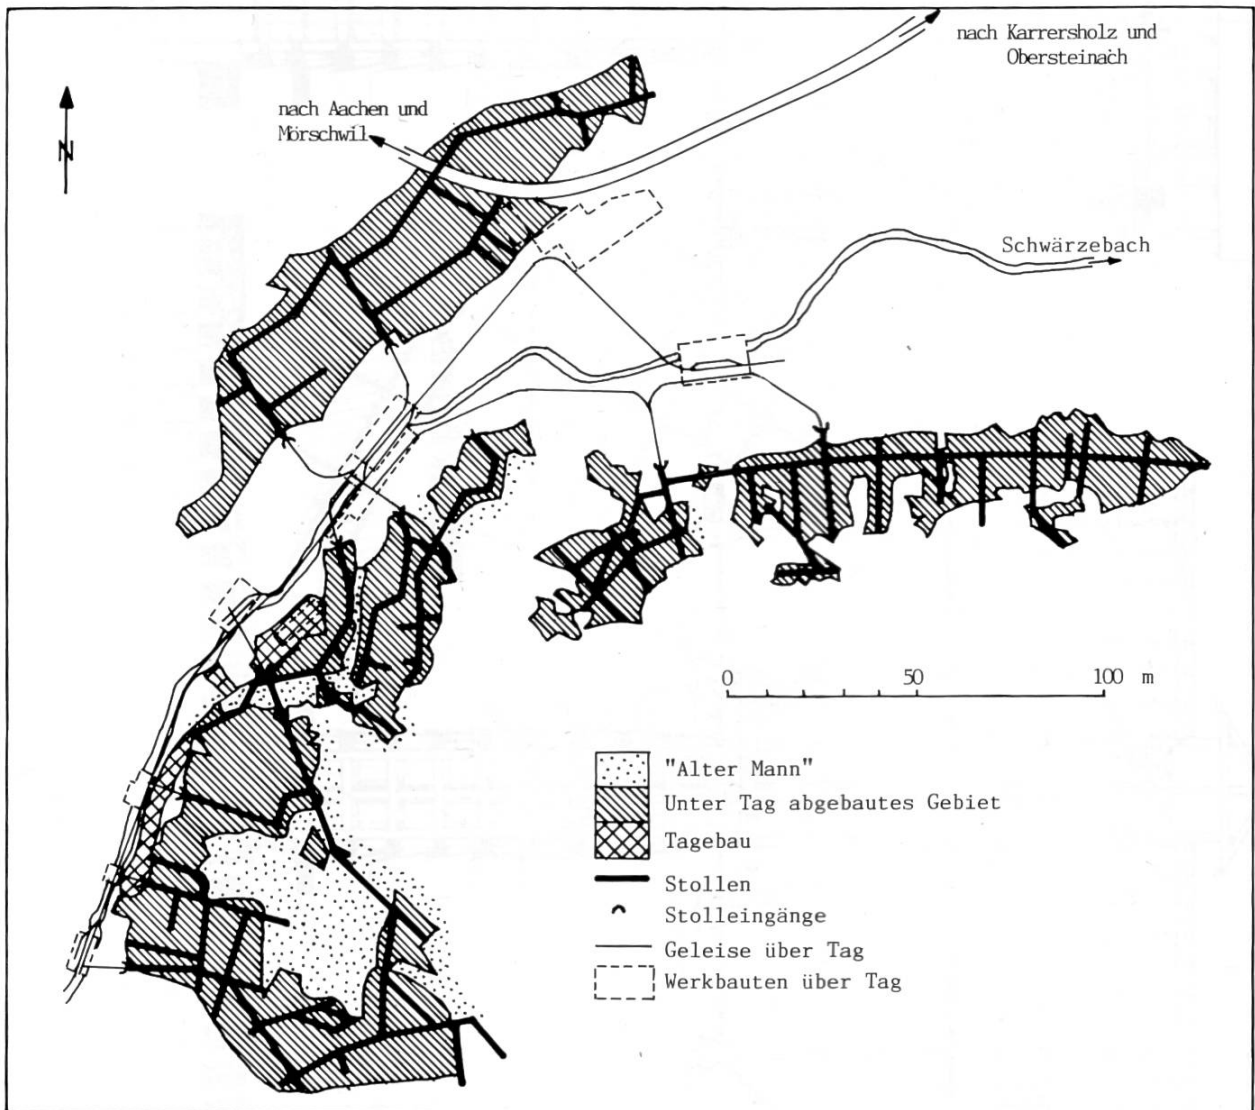 nach Karrersholz und
Obersteinach
nach Aachen und
Mörschwil
N
Schwärzebach
0 50 100 m
"Alter Mann"
Unter Tag abgebautes Gebiet
Tagebau
Stollen
Stolleingänge
Geleise über Tag
Werkbauten über Tag